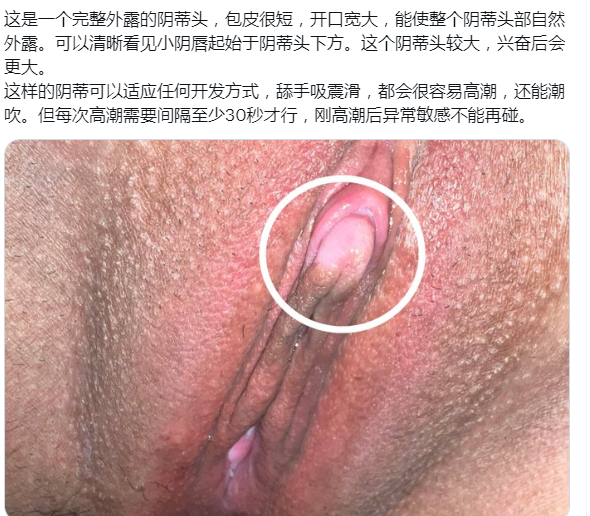 这是一个完整外露的阴蒂头，包皮很短，开口宽大，能使整个阴蒂头部自然
外露。可以清晰看见小阴唇起始于阴蒂头下方。这个阴蒂头较大，兴奋后会
更大。
这样的阴蒂可以适应任何开发方式，舔手吸震滑，都会很容易高潮，还能潮
吹。但每次高潮需要间隔至少30秒才行，刚高潮后异常敏感不能再碰。